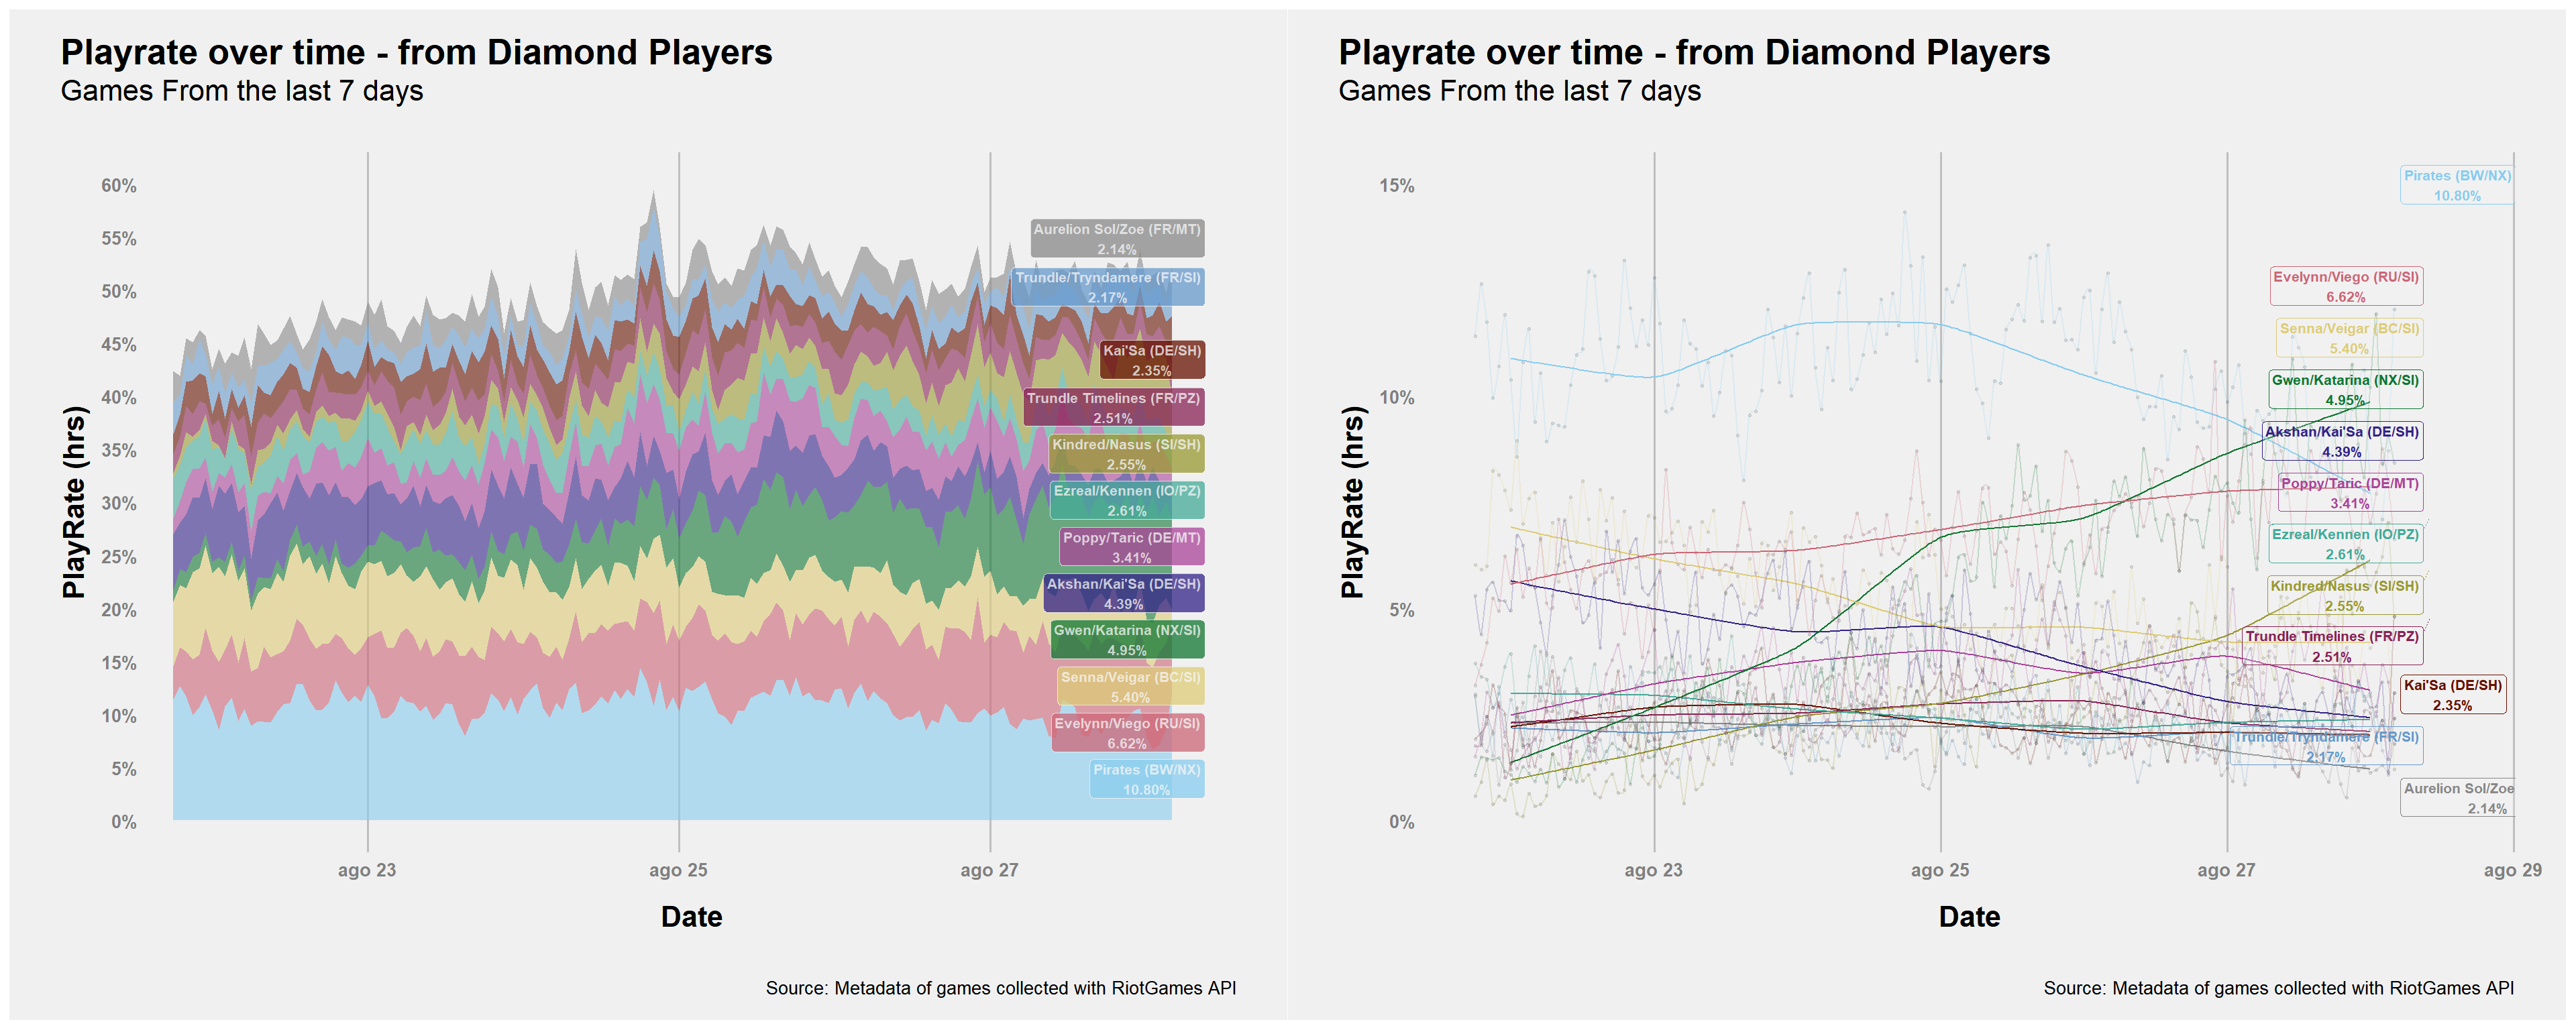 Playrate over time - from Diamond Players
Games From the last 7 days
PlayRate (hrs)
60%
55%
50%
45%
40%
35%
30%
25%
20%
15%
10%
5%
0%
Aurelion Sol/Zoe (FR/MT)
2.14%
Trundle/Tryndamere (FR/SI)
2.17%
Kai'Sa (DE/SH)
2.35%
Trundle Timelines (FR/PZ)
2.51%
Kindred/Nasus (SI/SH)
2.55%
Ezreal/Kennen (IO/PZ)
2.61%
Poppy/Taric (DE/MT)
3.41%
Akshan/Kai'Sa (DE/SH)
4.39%
Gwen/Katarina (NX/SI)
4.95%
Senna/Veigar (BC/SI)
5.40%
Evelynn/Viego (RU/SI)
6.62%
Pirates (BW/NX)
10.80%
ago 23
ago 25
ago 27
Date
Source: Metadata of games collected with RiotGames API
Playrate over time - from Diamond Players
Games From the last 7 days
PlayRate (hrs)
15%
10%
5%
0%
Pirates (BW/NX)
10.80%
Evelynn/Viego (RU/SI)
6.62%
Senna/Veigar (BC/SI)
5.40%
Gwen/Katarina (NX/SI)
4.95%
Akshan/Kai'Sa (DE/SH)
4.39%
Poppy/Taric (DE/MT)
3.41%
Ezreal/Kennen (IO/PZ)
2.61%
Kindred/Nasus (SI/SH)
2.55%
Trundle Timelines (FR/PZ)
2.51%
Kai'Sa (DE/SH)
2.35%
Trundle/Tryndamere (FR/SI)
2.17%
Aurelion Sol/Zoe
2.14%
ago 23
ago 25
ago 27
ago 29
Date
Source: Metadata of games collected with RiotGames API